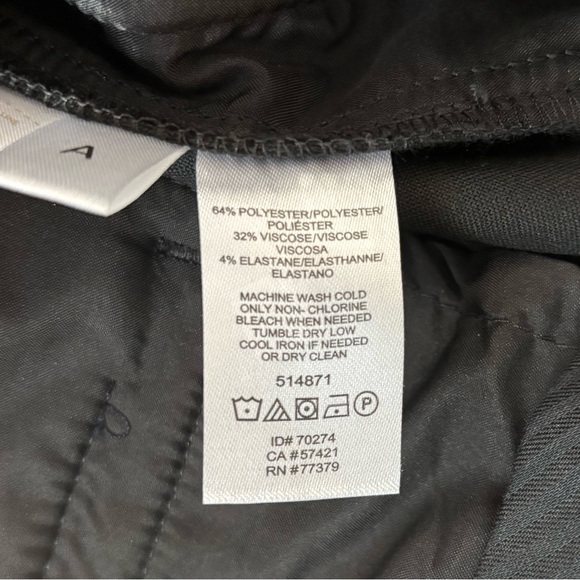 A
64% POLYESTER/POLYESTER/
POLIÉSTER
32% VISCOSE/VISCOSE
VISCOSA
4% ELASTANE/ELASTHANNE/
ELASTANO
MACHINE WASH COLD
ONLY NON- CHLORINE
BLEACH WHEN NEEDED
TUMBLE DRY LOW
COOL IRON IF NEEDED
OR DRY CLEAN
514871
P
ID# 70274
CA #57421
RN #77379